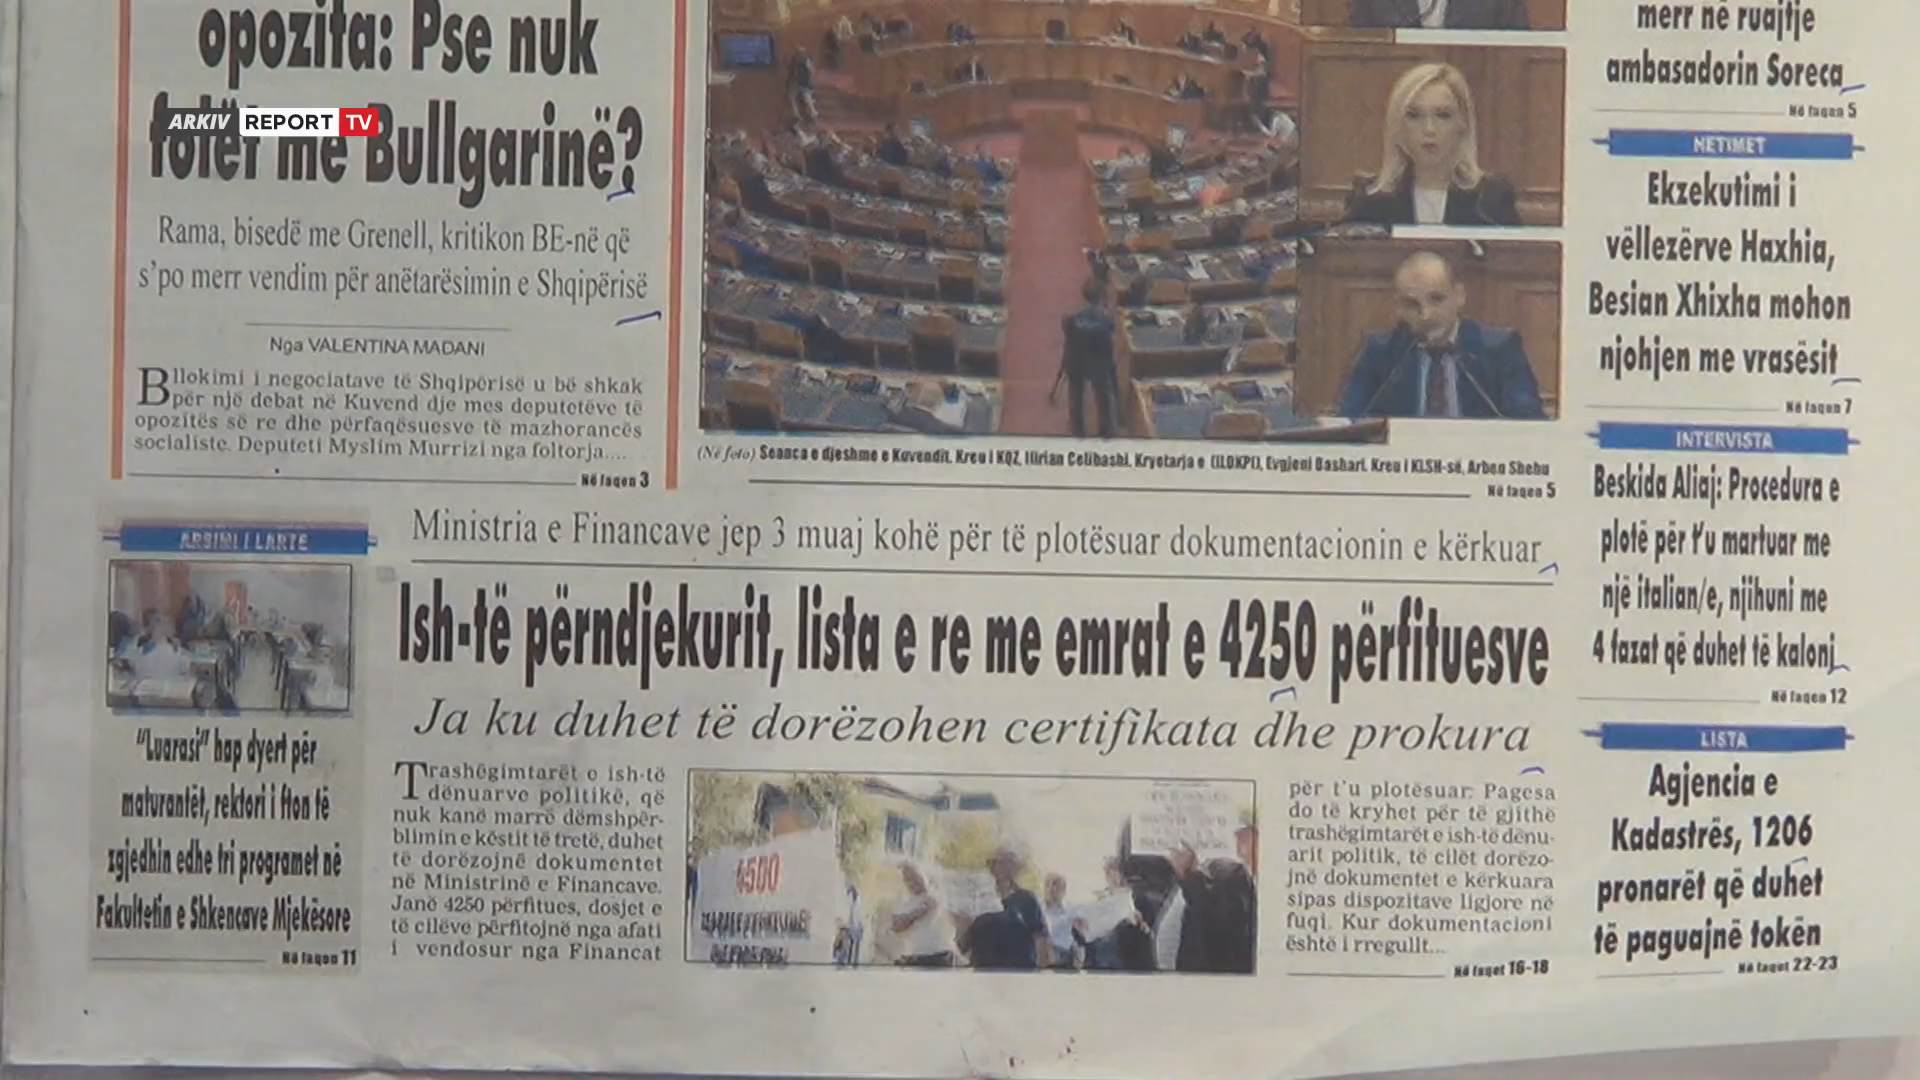 opozita: Pse nuk
folët me Bullgarinë?
ARKIV REPORT TV
Rama, bisedë me Grenell, kritikon BE-në që
s'po merr vendim për anëtarësimin e Shqipërisë
Nga VALENTINA MADANI
Bllokimi i negociatave të Shqipërisë u bë shkak
për një debat në Kuvend dje mes deputetëve të
opozitës së re dhe përfaqësuesve të mazhorancës
socialiste. Deputeti Myslim Murrizi nga foltorja....
Në faqen 3
(Në foto) Seanca e djeshme e Kuvendit. Kreu i KQZ, Ilirian Celibashi. Kryetarja e (ILDKPI), Evgjeni Bashari. Kreu i KLSH-së, Arben Shehu
Në faqen 5
merr në ruajtje
ambasadorin Soreca
Në faqen 5
HETIMET
Ekzekutimi i
vëllezërve Haxhia,
Besian Xhixha mohon
njohjen me vrasësit
Në faqen 7
INTERVISTA
Beskida Aliaj: Procedura e
plotë për t'u martuar me
një italian/e, njihuni me
4 fazat që duhet të kaloni
Në faqen 12
LISTA
Agjencia e
Kadastrës, 1206
pronarët që duhet
të paguajnë tokën
Në faqet 22-23
ARSIMI I LARTË
"Luarasi" hap dyert për
maturantët, rektori i fton të
zgjedhin edhe tri programet në
Fakultetin e Shkencave Mjekësore
Në faqen 11
Ministria e Financave jep 3 muaj kohë për të plotësuar dokumentacionin e kërkuar
Ish-të përndjekurit, lista e re me emrat e 4250 përfituesve
Ja ku duhet të dorëzohen certifikata dhe prokura
Trashëgimtarët e ish-të
dënuarve politikë, që
nuk kanë marrë dëmshpër-
blimin e këstit të tretë, duhet
të dorëzojnë dokumentet
në Ministrinë e Financave.
Janë 4250 përfitues, dosjet e
të cilëve përfitojnë nga afati
i vendosur nga Financat
për t'u plotësuar. Pagesa
do të kryhet për të gjithë
trashëgimtarët e ish-të dënu-
arit politik, të cilët dorëzo-
jnë dokumentet e kërkuara
sipas dispozitave ligjore në
fuqi. Kur dokumentacioni
është i rregullt...
Në faqet 16-18